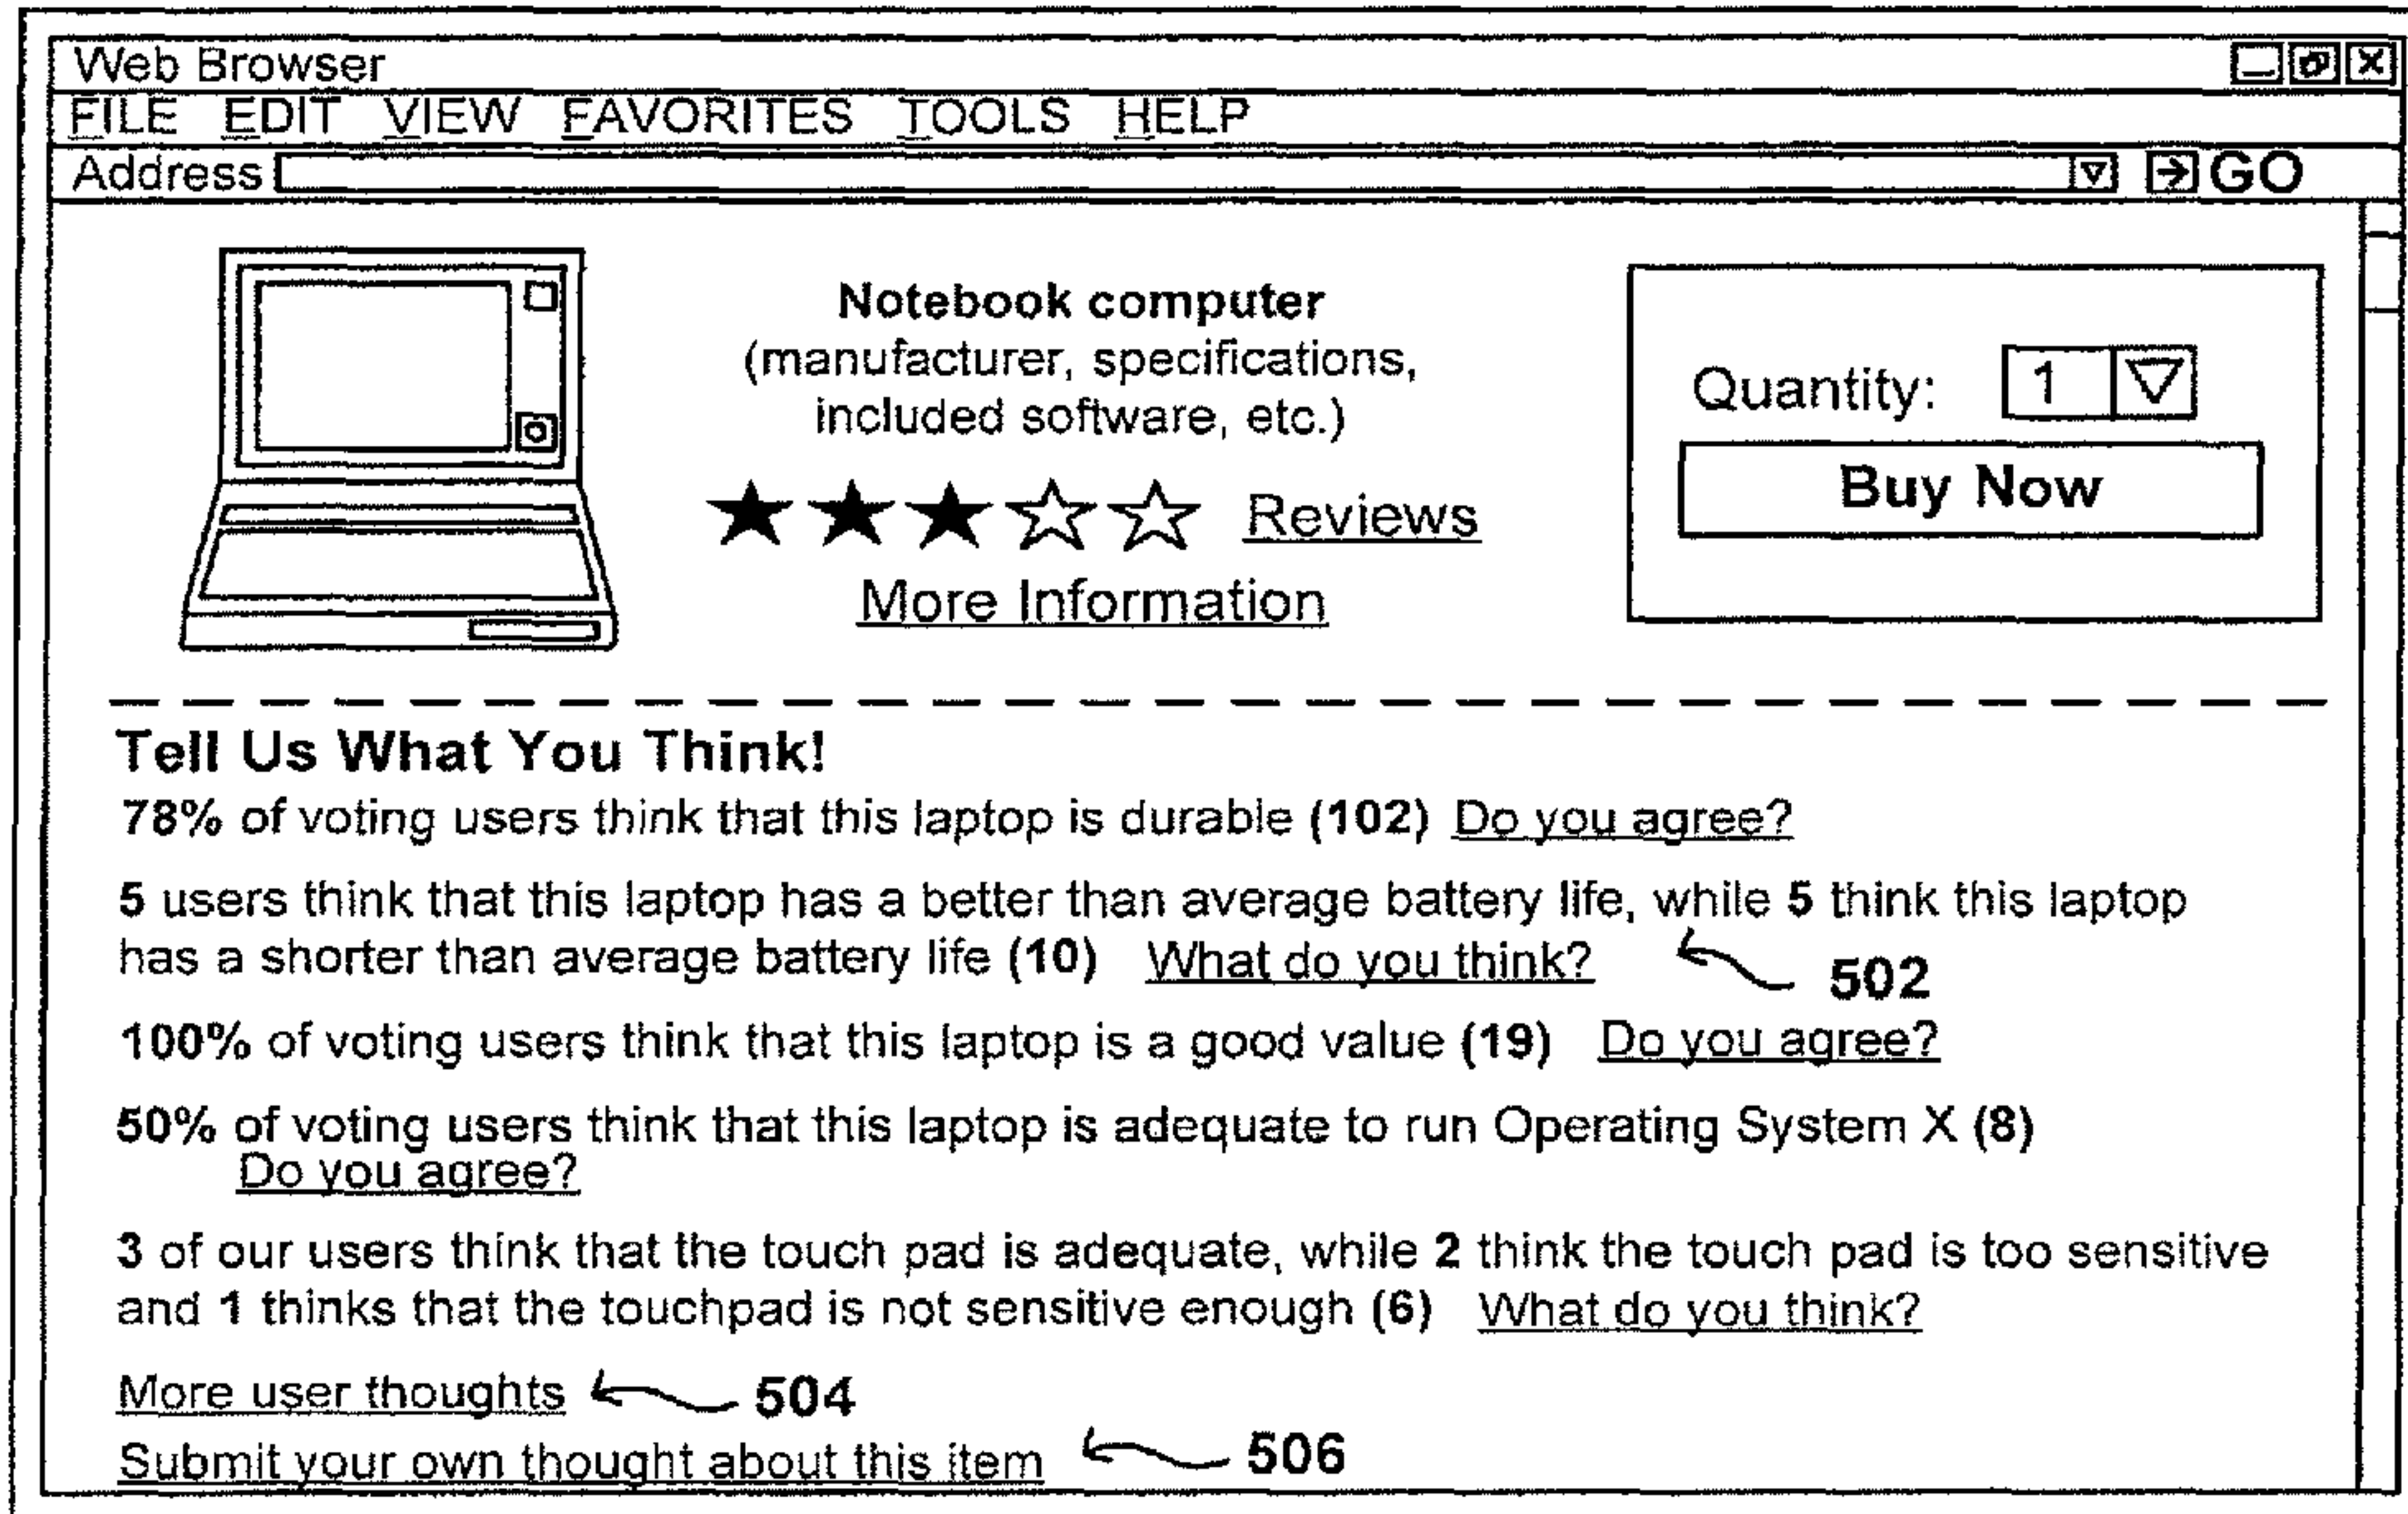 Web Browser
FILE EDIT VIEW FAVORITES TOOLS HELP
Address GO
Notebook computer
(manufacturer, specifications,
included software, etc.)
Reviews
More Information
Quantity: 1
Buy Now
Tell Us What You Think!
78% of voting users think that this laptop is durable (102) Do you agree?
5 users think that this laptop has a better than average battery life, while 5 think this laptop
has a shorter than average battery life (10) What do you think?
502
100% of voting users think that this laptop is a good value (19) Do you agree?
50% of voting users think that this laptop is adequate to run Operating System X (8)
Do you agree?
3 of our users think that the touch pad is adequate, while 2 think the touch pad is too sensitive
and 1 thinks that the touchpad is not sensitive enough (6) What do you think?
More user thoughts 504
Submit your own thought about this item 506